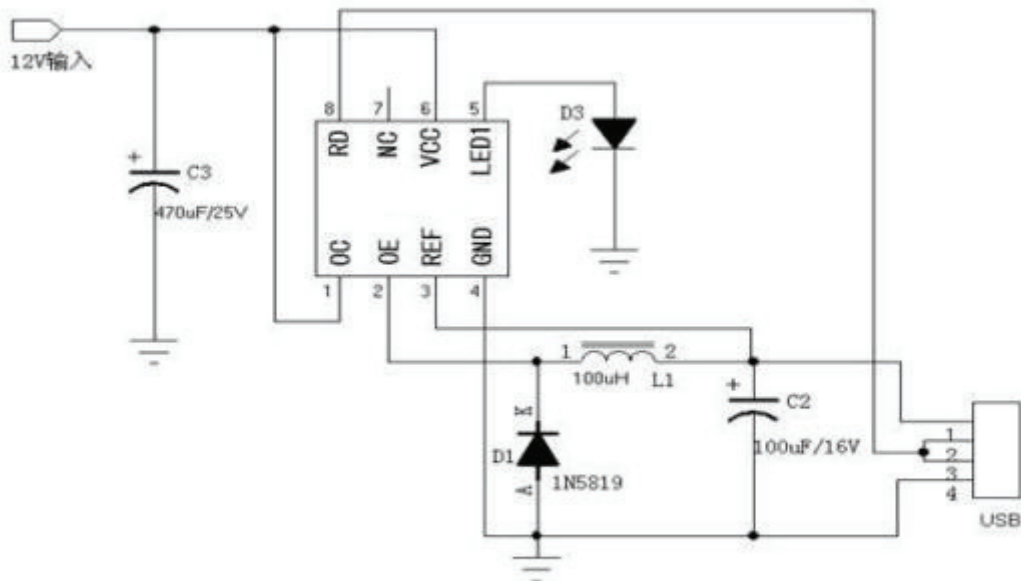 12V输入
8
7
6
5
RD
NC
VCC
LED1
D3
C3
470uF/25V
OC
OE
REF
GND
1
2
3
4
1
2
100uH
L1
C2
100uF/16V
K
D1
A
1N5819
1
2
3
4
USB